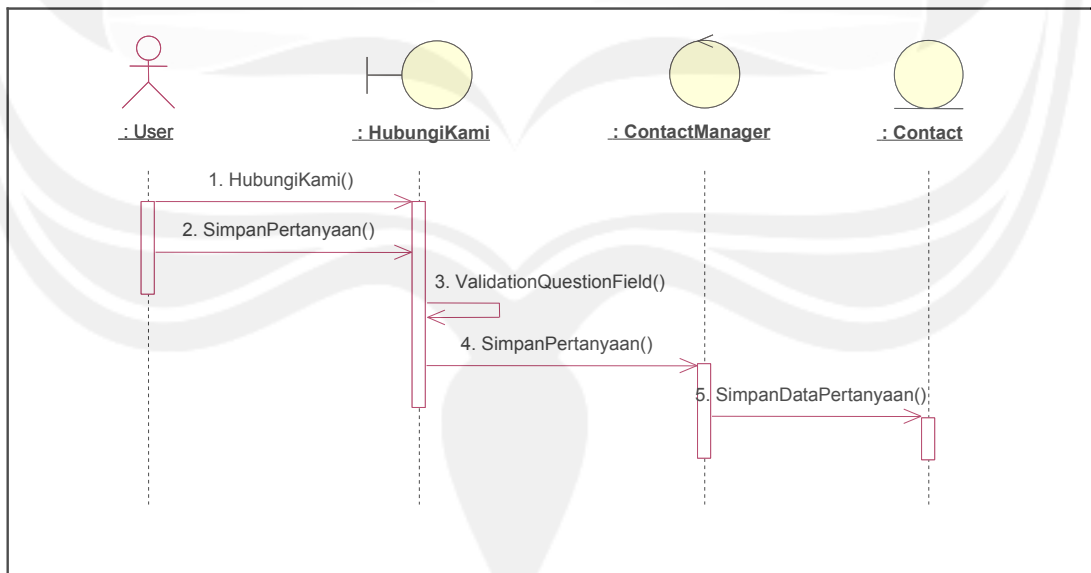 : User
: HubungiKami
: ContactManager
: Contact
1. HubungiKami()
2. SimpanPertanyaan()
3. ValidationQuestionField()
4. SimpanPertanyaan()
5. SimpanDataPertanyaan()